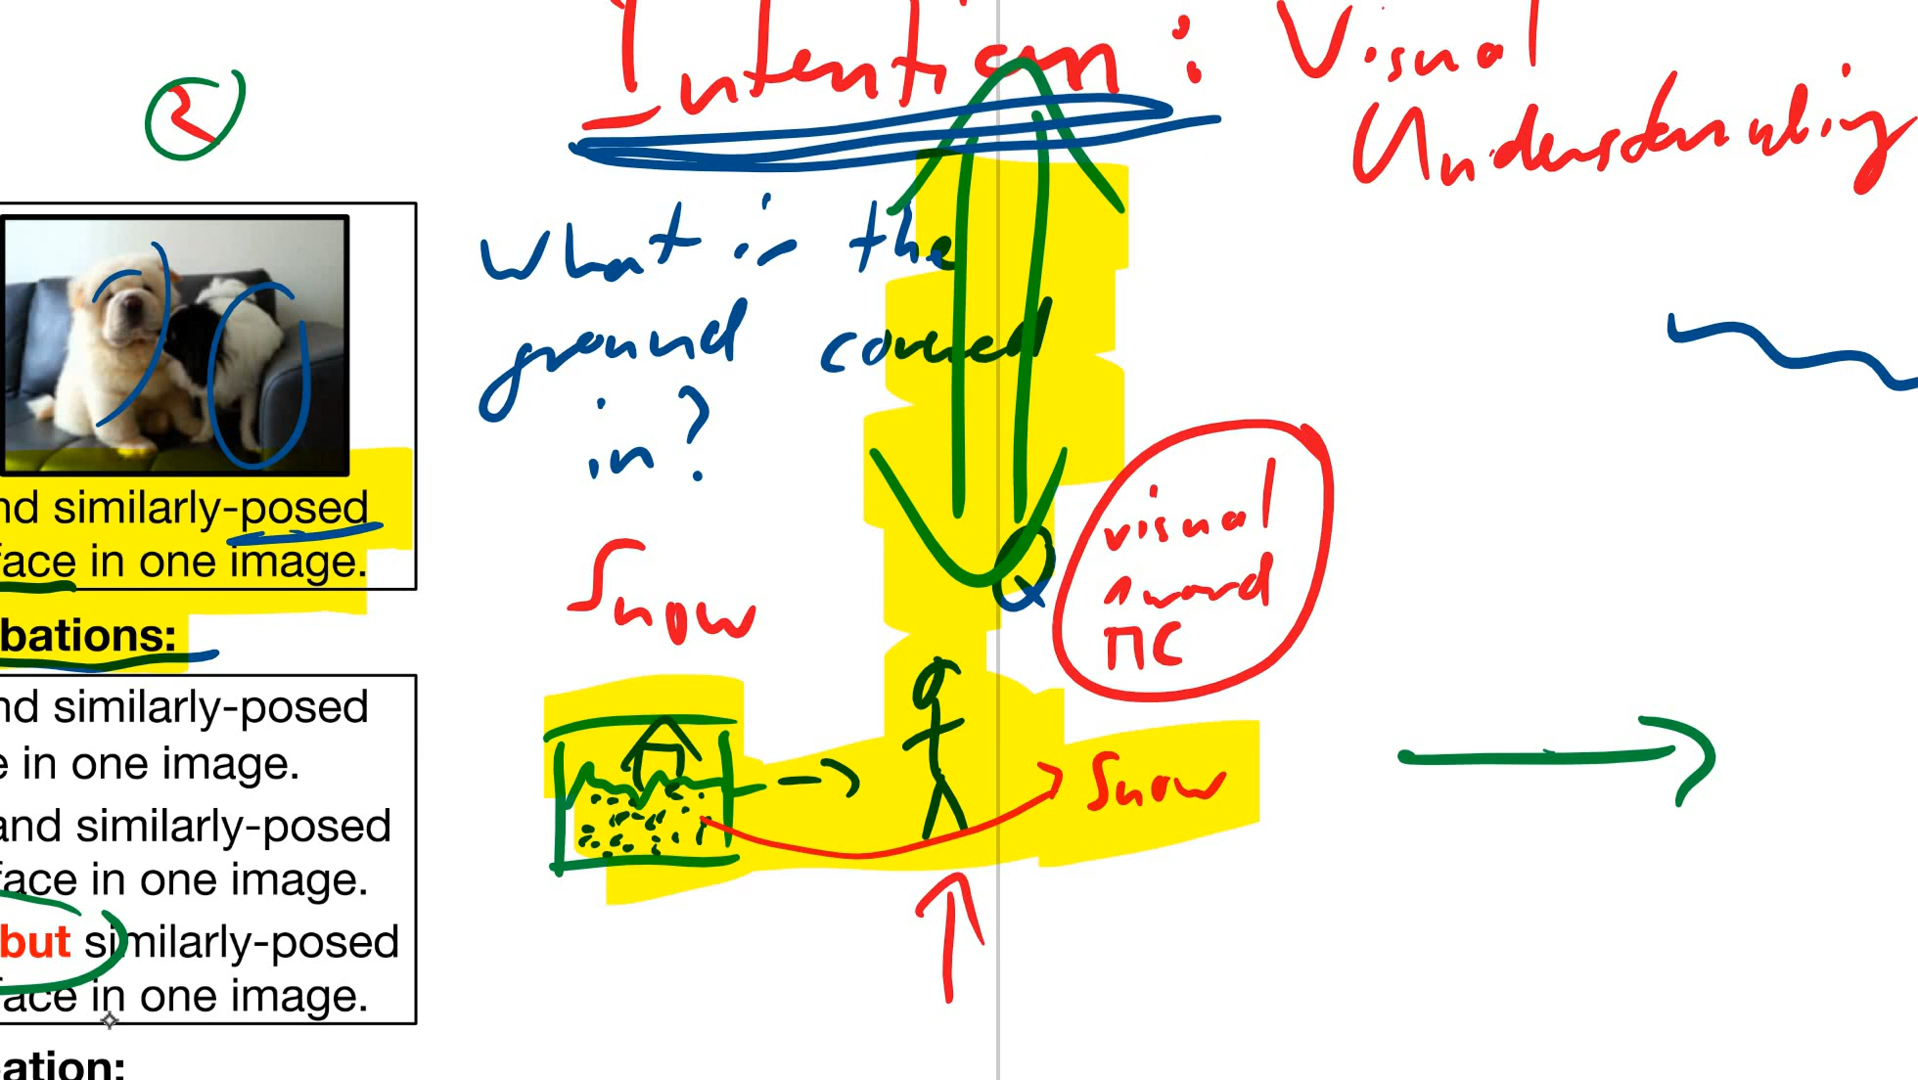 Intention: Visual
Understanding
2
What is the
ground covered
in?
nd similarly-posed
face in one image.
bations:
Snow
Q
visual
nd similarly-posed
e in one image.
and similarly-posed
face in one image.
but similarly-posed
face in one image.
Snow
ation: